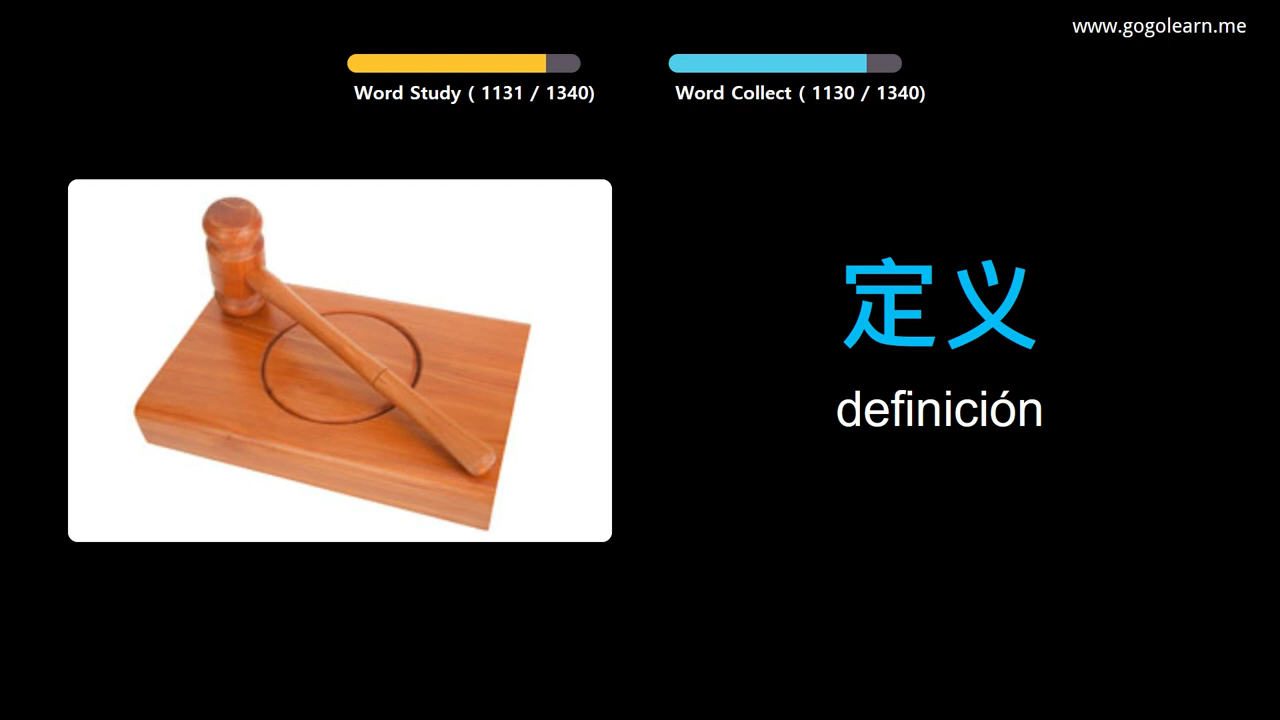 www.gogolearn.me
Word Study ( 1131 / 1340)
Word Collect ( 1130 / 1340)
定义
definición